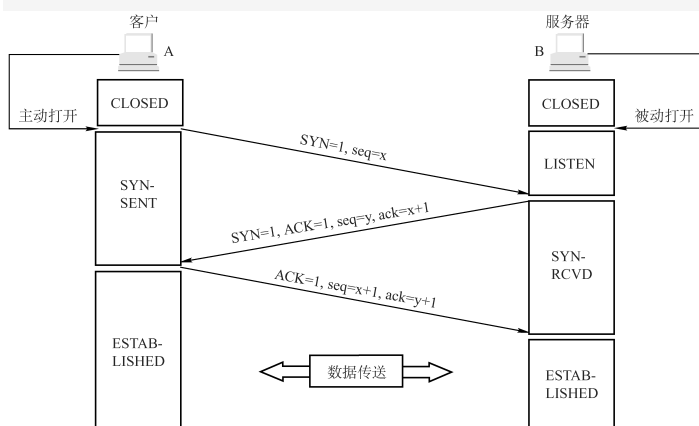 客户
服务器
A
B
主动打开
被动打开
CLOSED
CLOSED
SYN=1, seq=x
LISTEN
SYN-
SENT
SYN=1, ACK=1, seq=y, ack=x+1
SYN-
RCVD
ACK=1, seq=x+1, ack=y+1
ESTAB-
LISHED
数据传送
ESTAB-
LISHED